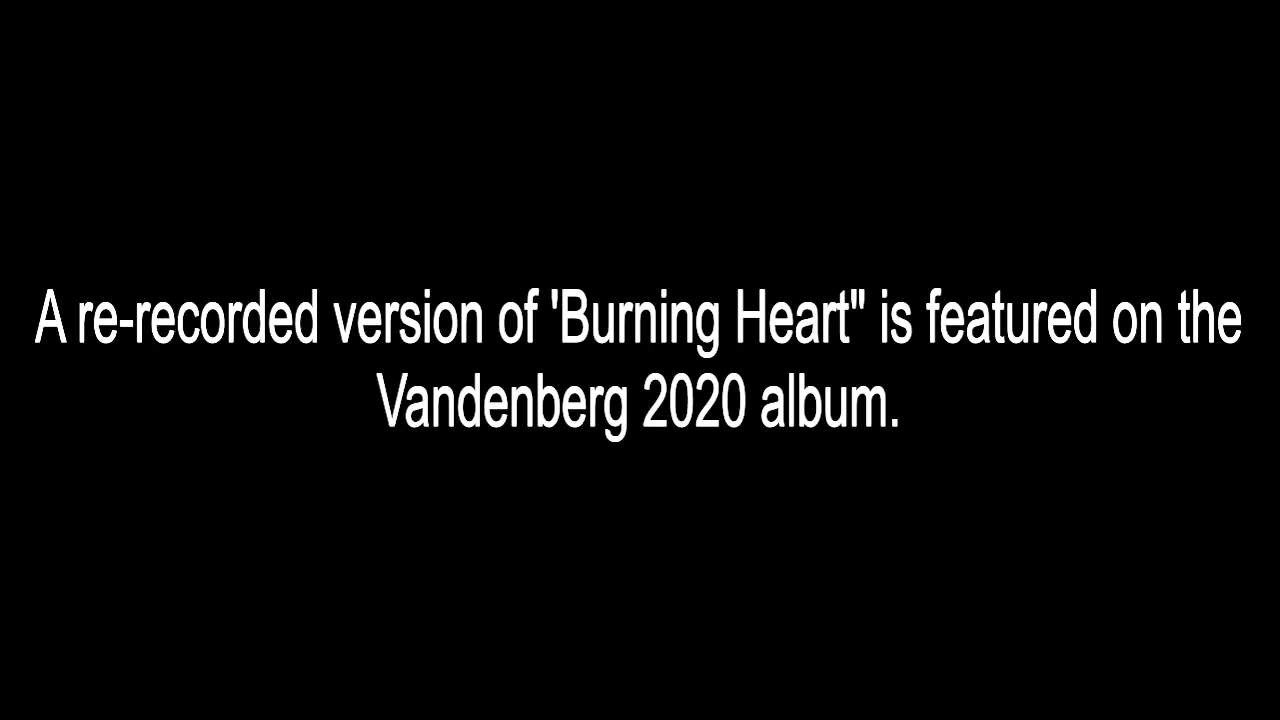 A re-recorded version of 'Burning Heart" is featured on the
Vandenberg 2020 album.